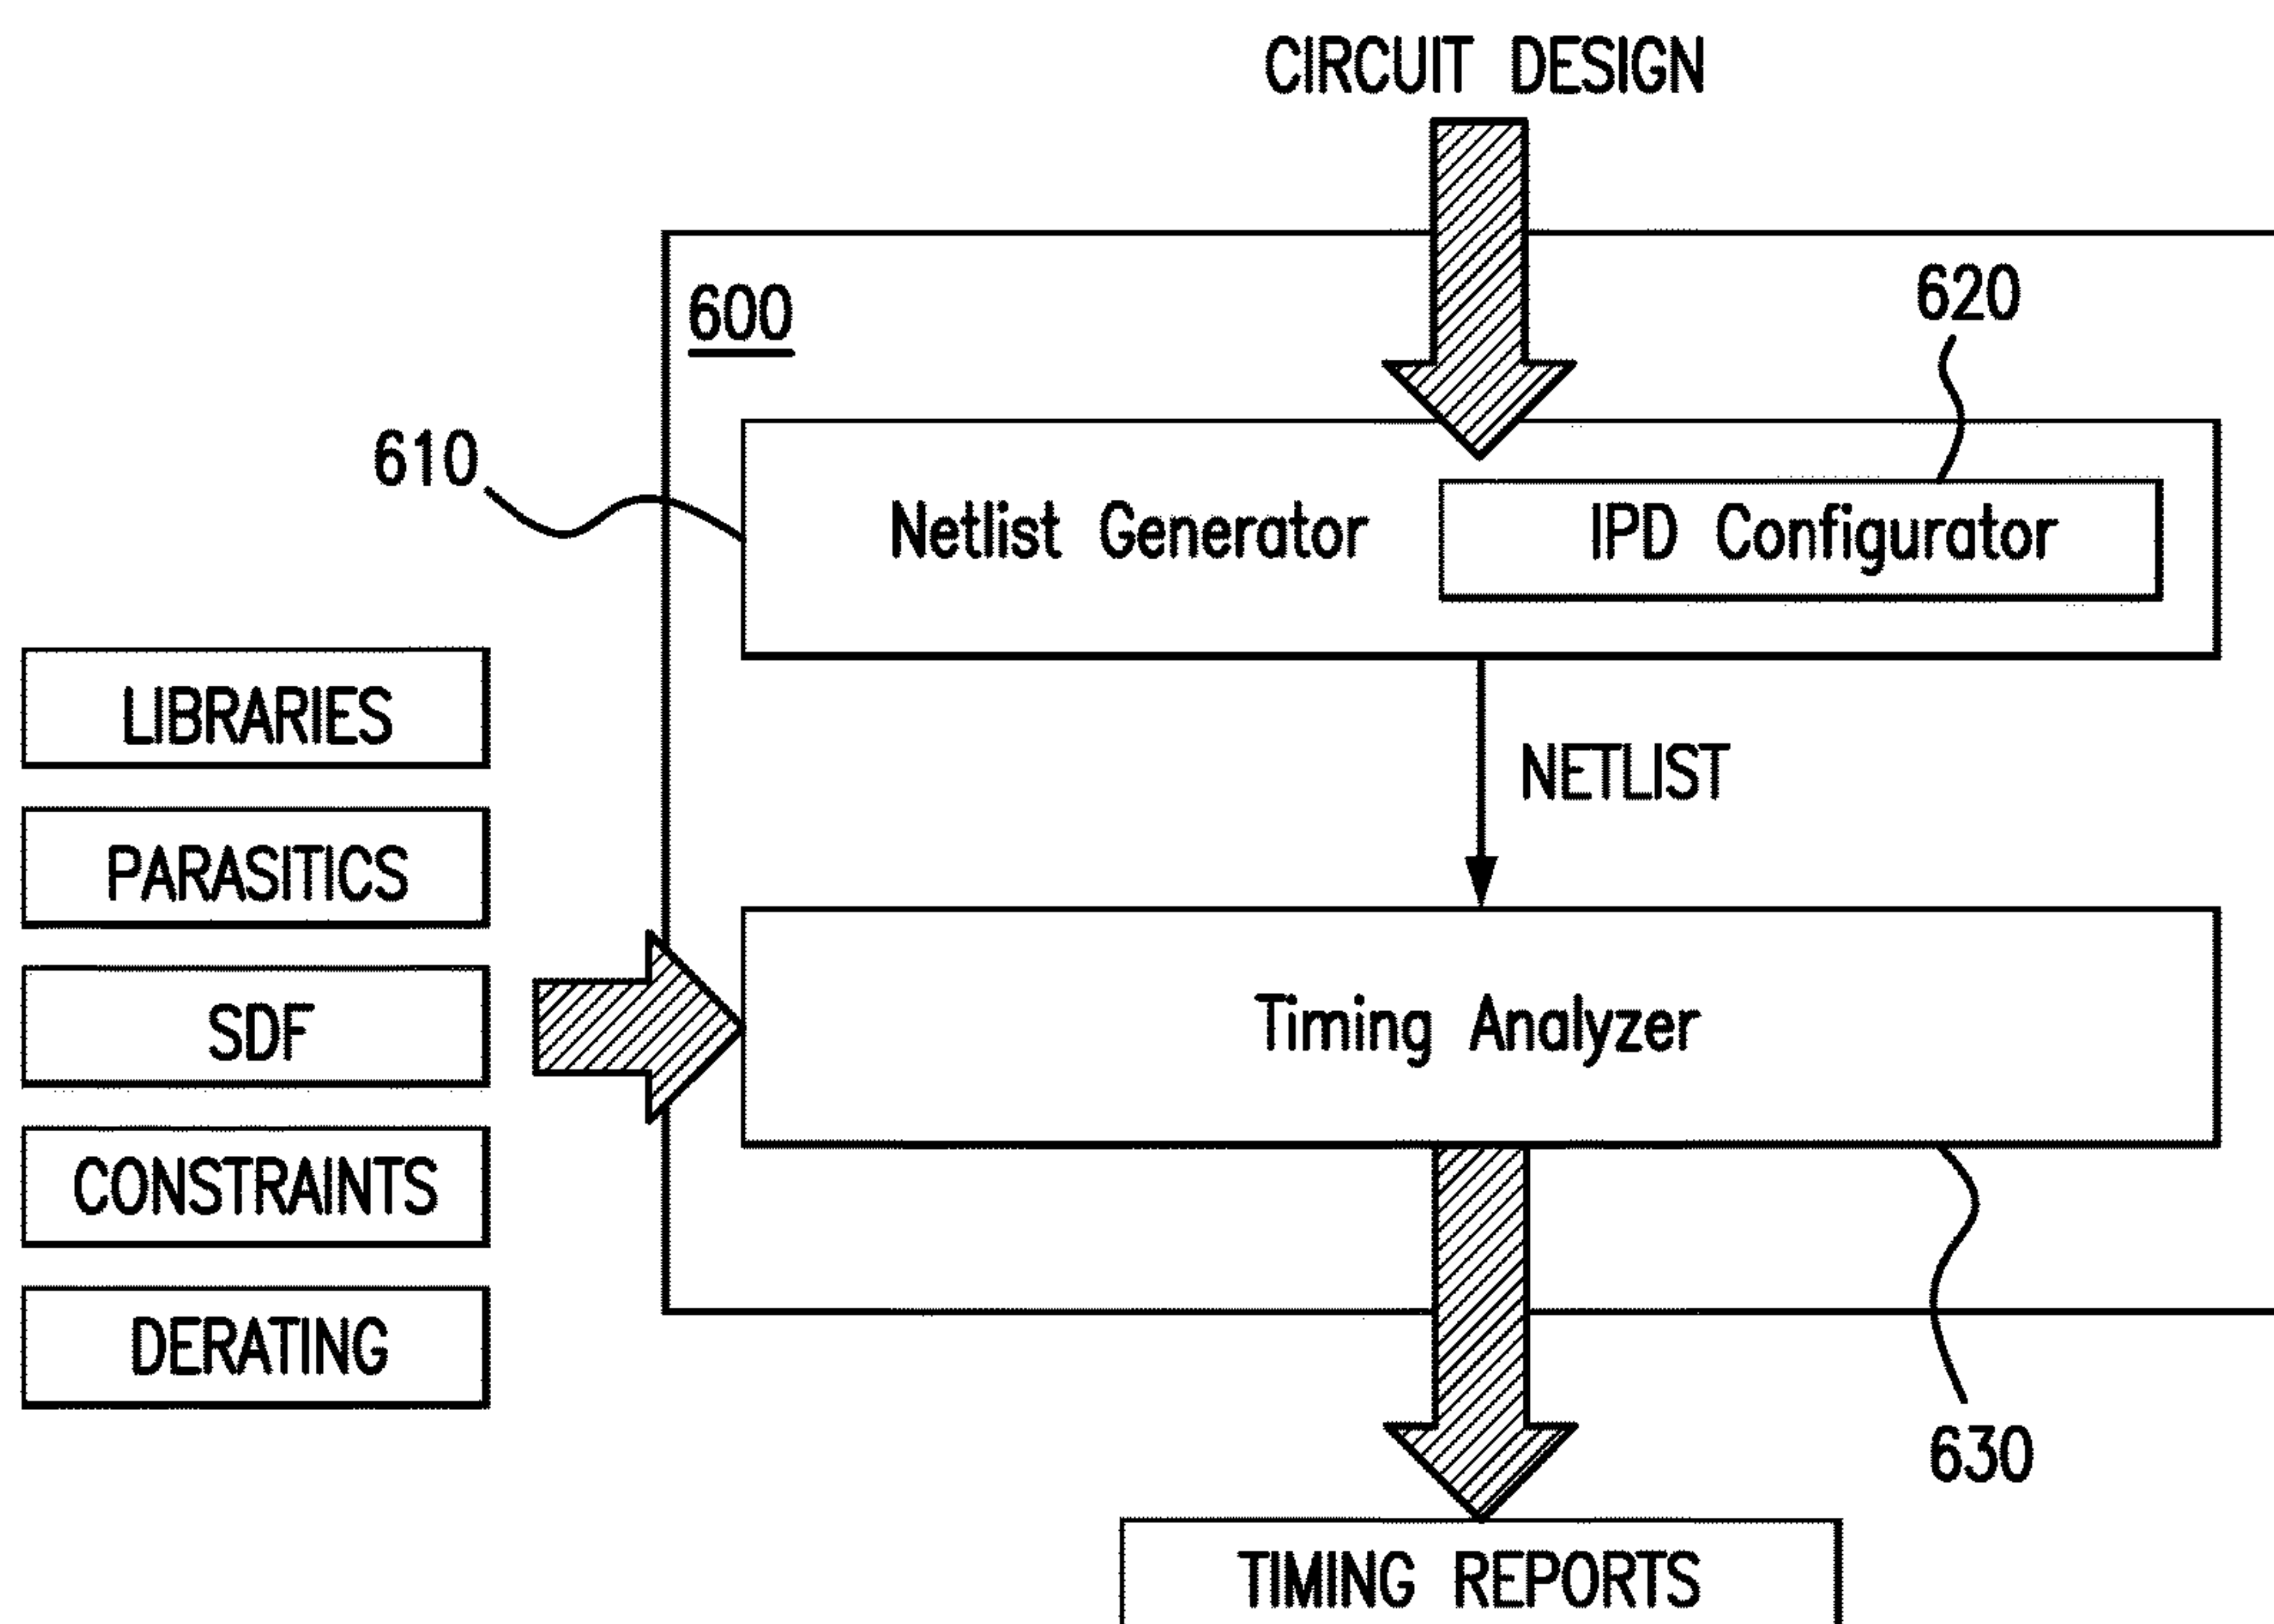 CIRCUIT DESIGN
600
620
610
Netlist Generator
IPD Configurator
LIBRARIES
NETLIST
PARASITICS
SDF
Timing Analyzer
CONSTRAINTS
DERATING
630
TIMING REPORTS